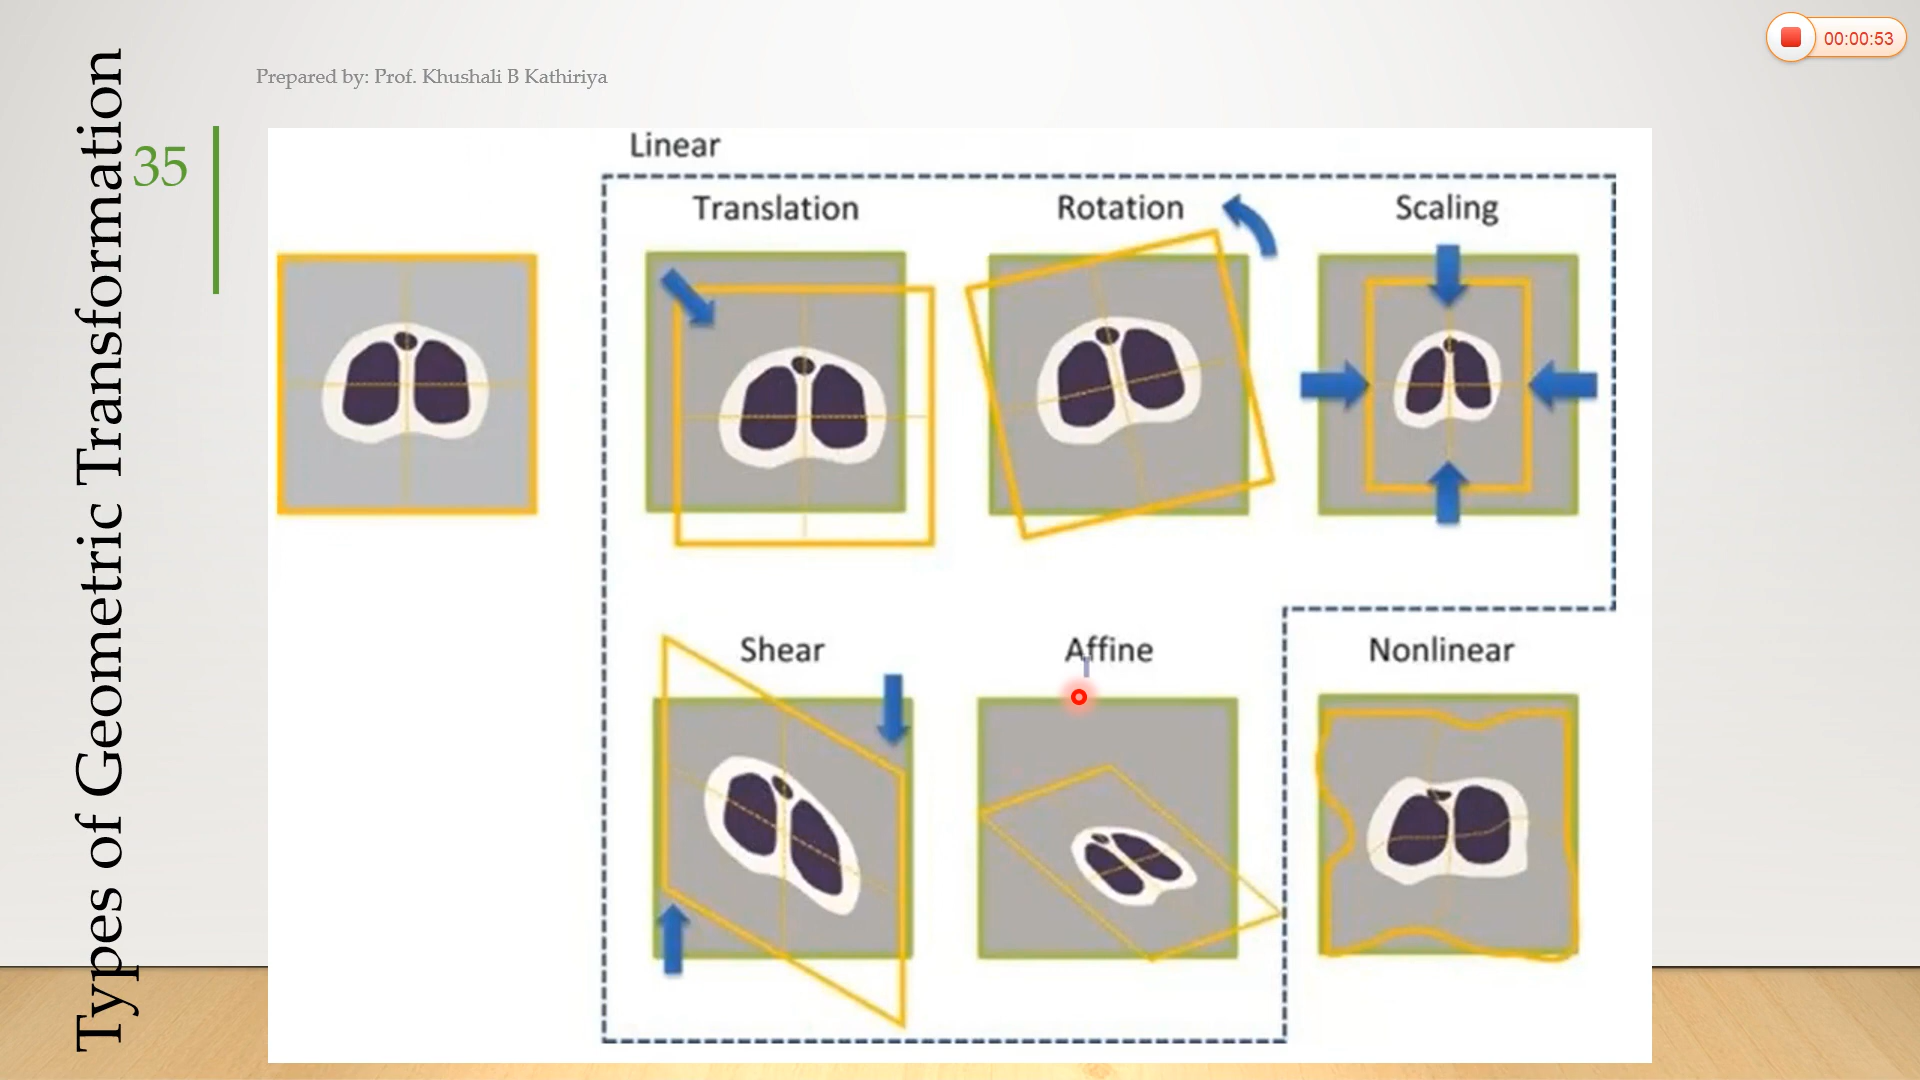 Types of Geometric Transformation
35
Prepared by: Prof. Khushali B Kathiriya
00:00:53
Linear
Translation
Rotation
Scaling
Shear
Affine
Nonlinear